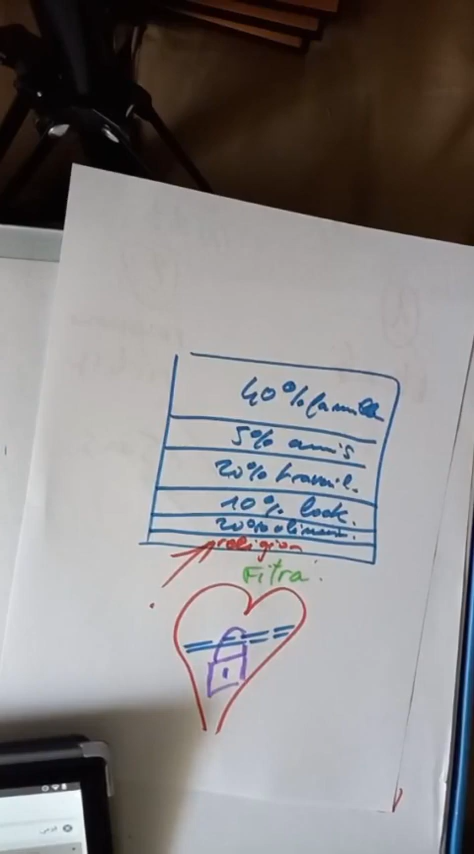 40% famille
5% amis
20% travail.
10% look.
20% aliment.
religion
Fitra.